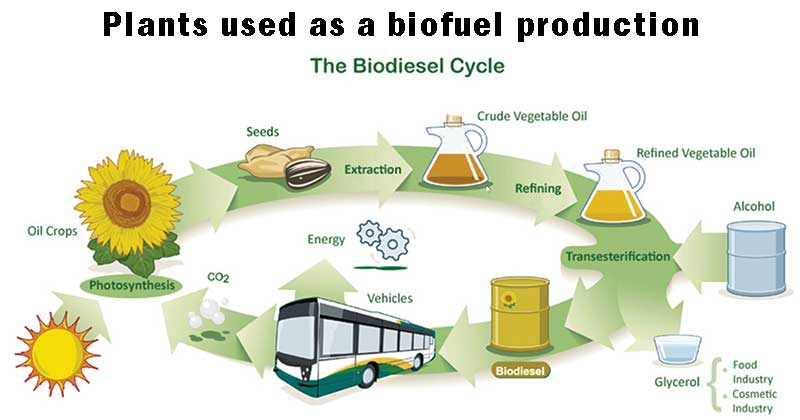 Plants used as a biofuel production
The Biodiesel Cycle
Seeds
Crude Vegetable Oil
Extraction
Refined Vegetable Oil
Refining
Oil Crops
Alcohol
Energy
Transesterification
Photosynthesis
CO2
Vehicles
Biodiesel
Glycerol
· Food
Industry
· Cosmetic
Industry